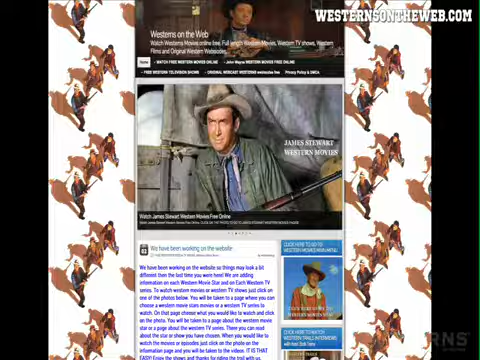 WESTERNSONTHEWEB.COM
Westerns on the Web
Watch Westerns Movies online free. Full length Western Movies, Western TV shows, Western
Films and Original Western Webisodes
Home • WATCH FREE WESTERN MOVIES ONLINE • John Wayne WESTERN MOVIES FREE ONLINE
• FREE WESTERN TELEVISION SHOWS • ORIGINAL WEBCAST WESTERNS Privacy Policy & DMCA
JAMES STEWART
WESTERN MOVIES
Watch James Stewart Western Movies Free Online
We have been working on the website
We have been working on the website so things may look a bit
different then the last time you were here! We are adding
information on each Western Movie Star and on Each Western TV
series. To watch western movies or western TV shows just click on
one of the photos below. You will be taken to a page where you can
choose a western movie stars movies or a western TV series to
watch. On that page choose what you would like to watch and click
on the photo. You will be taken to a page about the western movie
star or a page about the western TV series. There you can read
about the star or show you have chosen. When you would like to
watch the movies or episodes just click on the photo on the
information page and you will be taken to the videos. IT IS THAT
EASY! Enjoy the shows and thanks for riding the trail with us.
CLICK HERE TO GO TO
WESTERN MOVIES MAIN MENU
CLICK HERE TO WATCH
WESTERN TRAILS INTERVIEWS